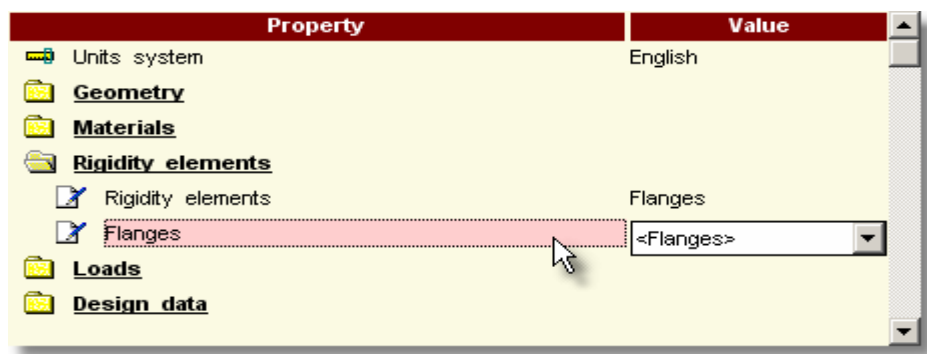 Property Value
Units system English
Geometry
Materials
Rigidity elements
Rigidity elements Flanges
Flanges <Flanges>
Loads
Design data